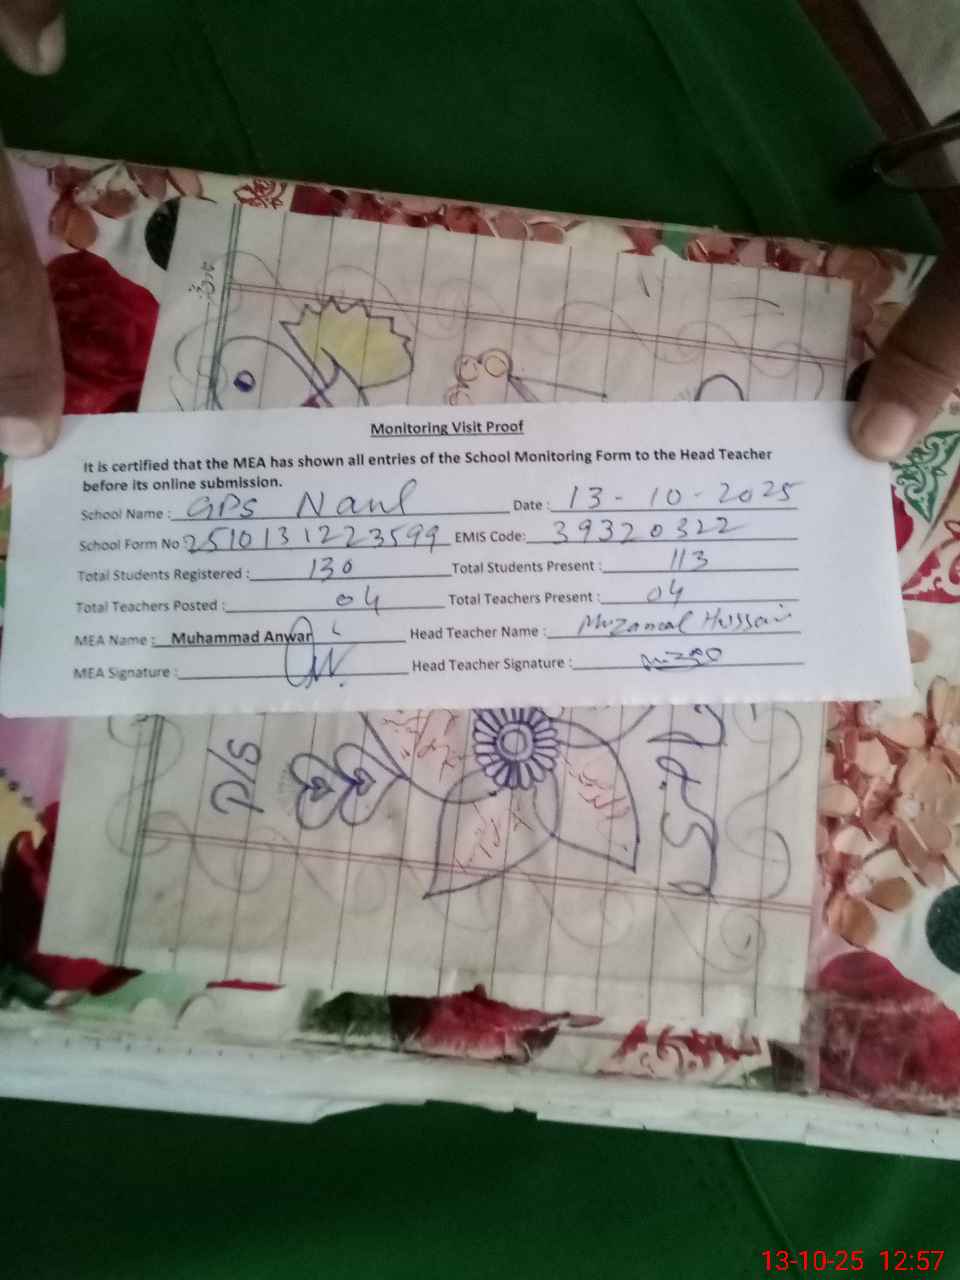 Monitoring Visit Proof
It is certified that the MEA has shown all entries of the School Monitoring Form to the Head Teacher
before its online submission.
School Name : GPS Naul Date : 13-10-2025
School Form No 2510131223599 EMIS Code: 39320322
Total Students Registered : 130 Total Students Present : 113
Total Teachers Posted : 04 Total Teachers Present : 04
MEA Name : Muhammad Anwar Head Teacher Name : Muzamal Hussain
MEA Signature : Head Teacher Signature :
P/S
13-10-25 12:57